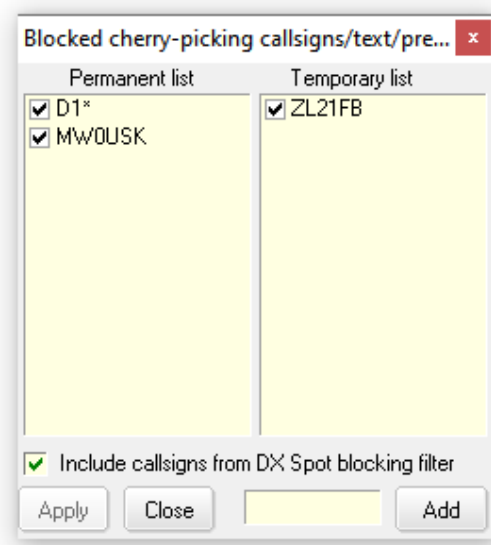 Blocked cherry-picking callsigns/text/pre... x
Permanent list Temporary list
D1* ZL21FB
MW0USK
Include callsigns from DX Spot blocking filter
Apply Close Add